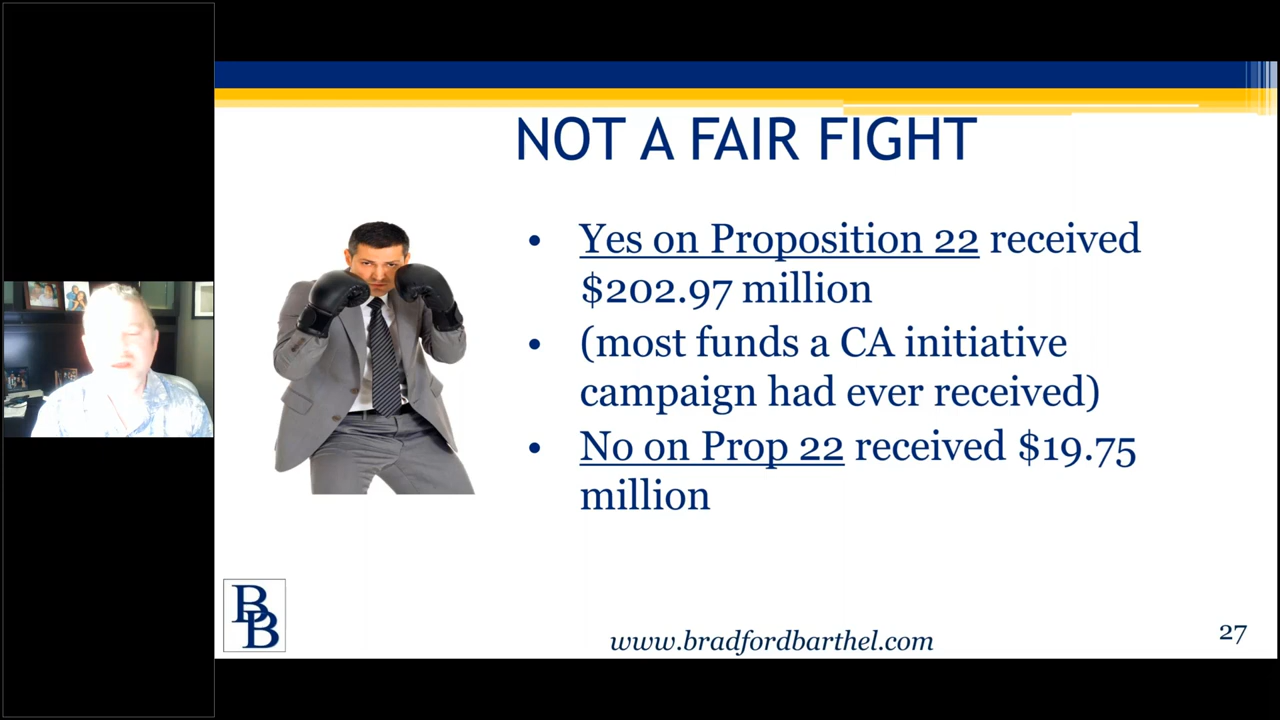 NOT A FAIR FIGHT
• Yes on Proposition 22 received
$202.97 million
• (most funds a CA initiative
campaign had ever received)
• No on Prop 22 received $19.75
million
BB
www.bradfordbarthel.com
27